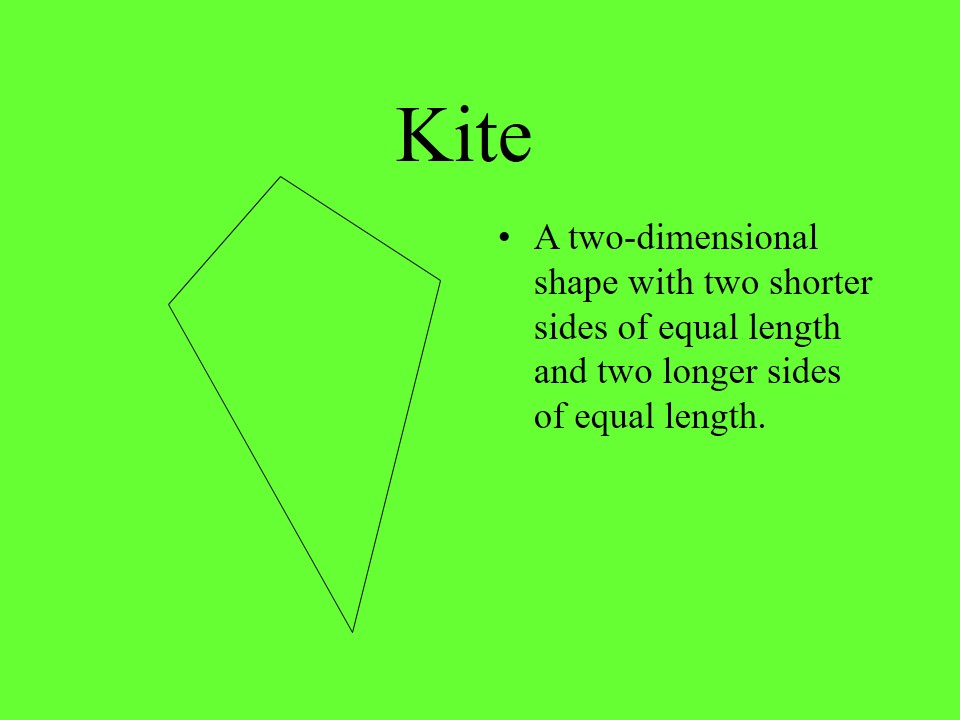 Kite
• A two-dimensional
shape with two shorter
sides of equal length
and two longer sides
of equal length.